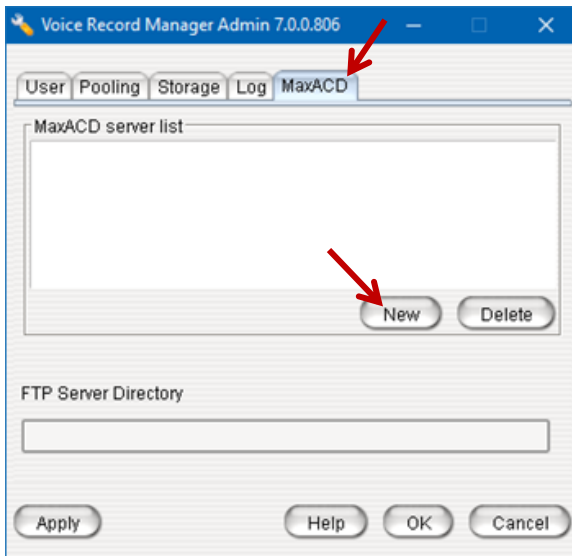 Voice Record Manager Admin 7.0.0.806
User Pooling Storage Log MaxACD
MaxACD server list
New Delete
FTP Server Directory
Apply Help OK Cancel